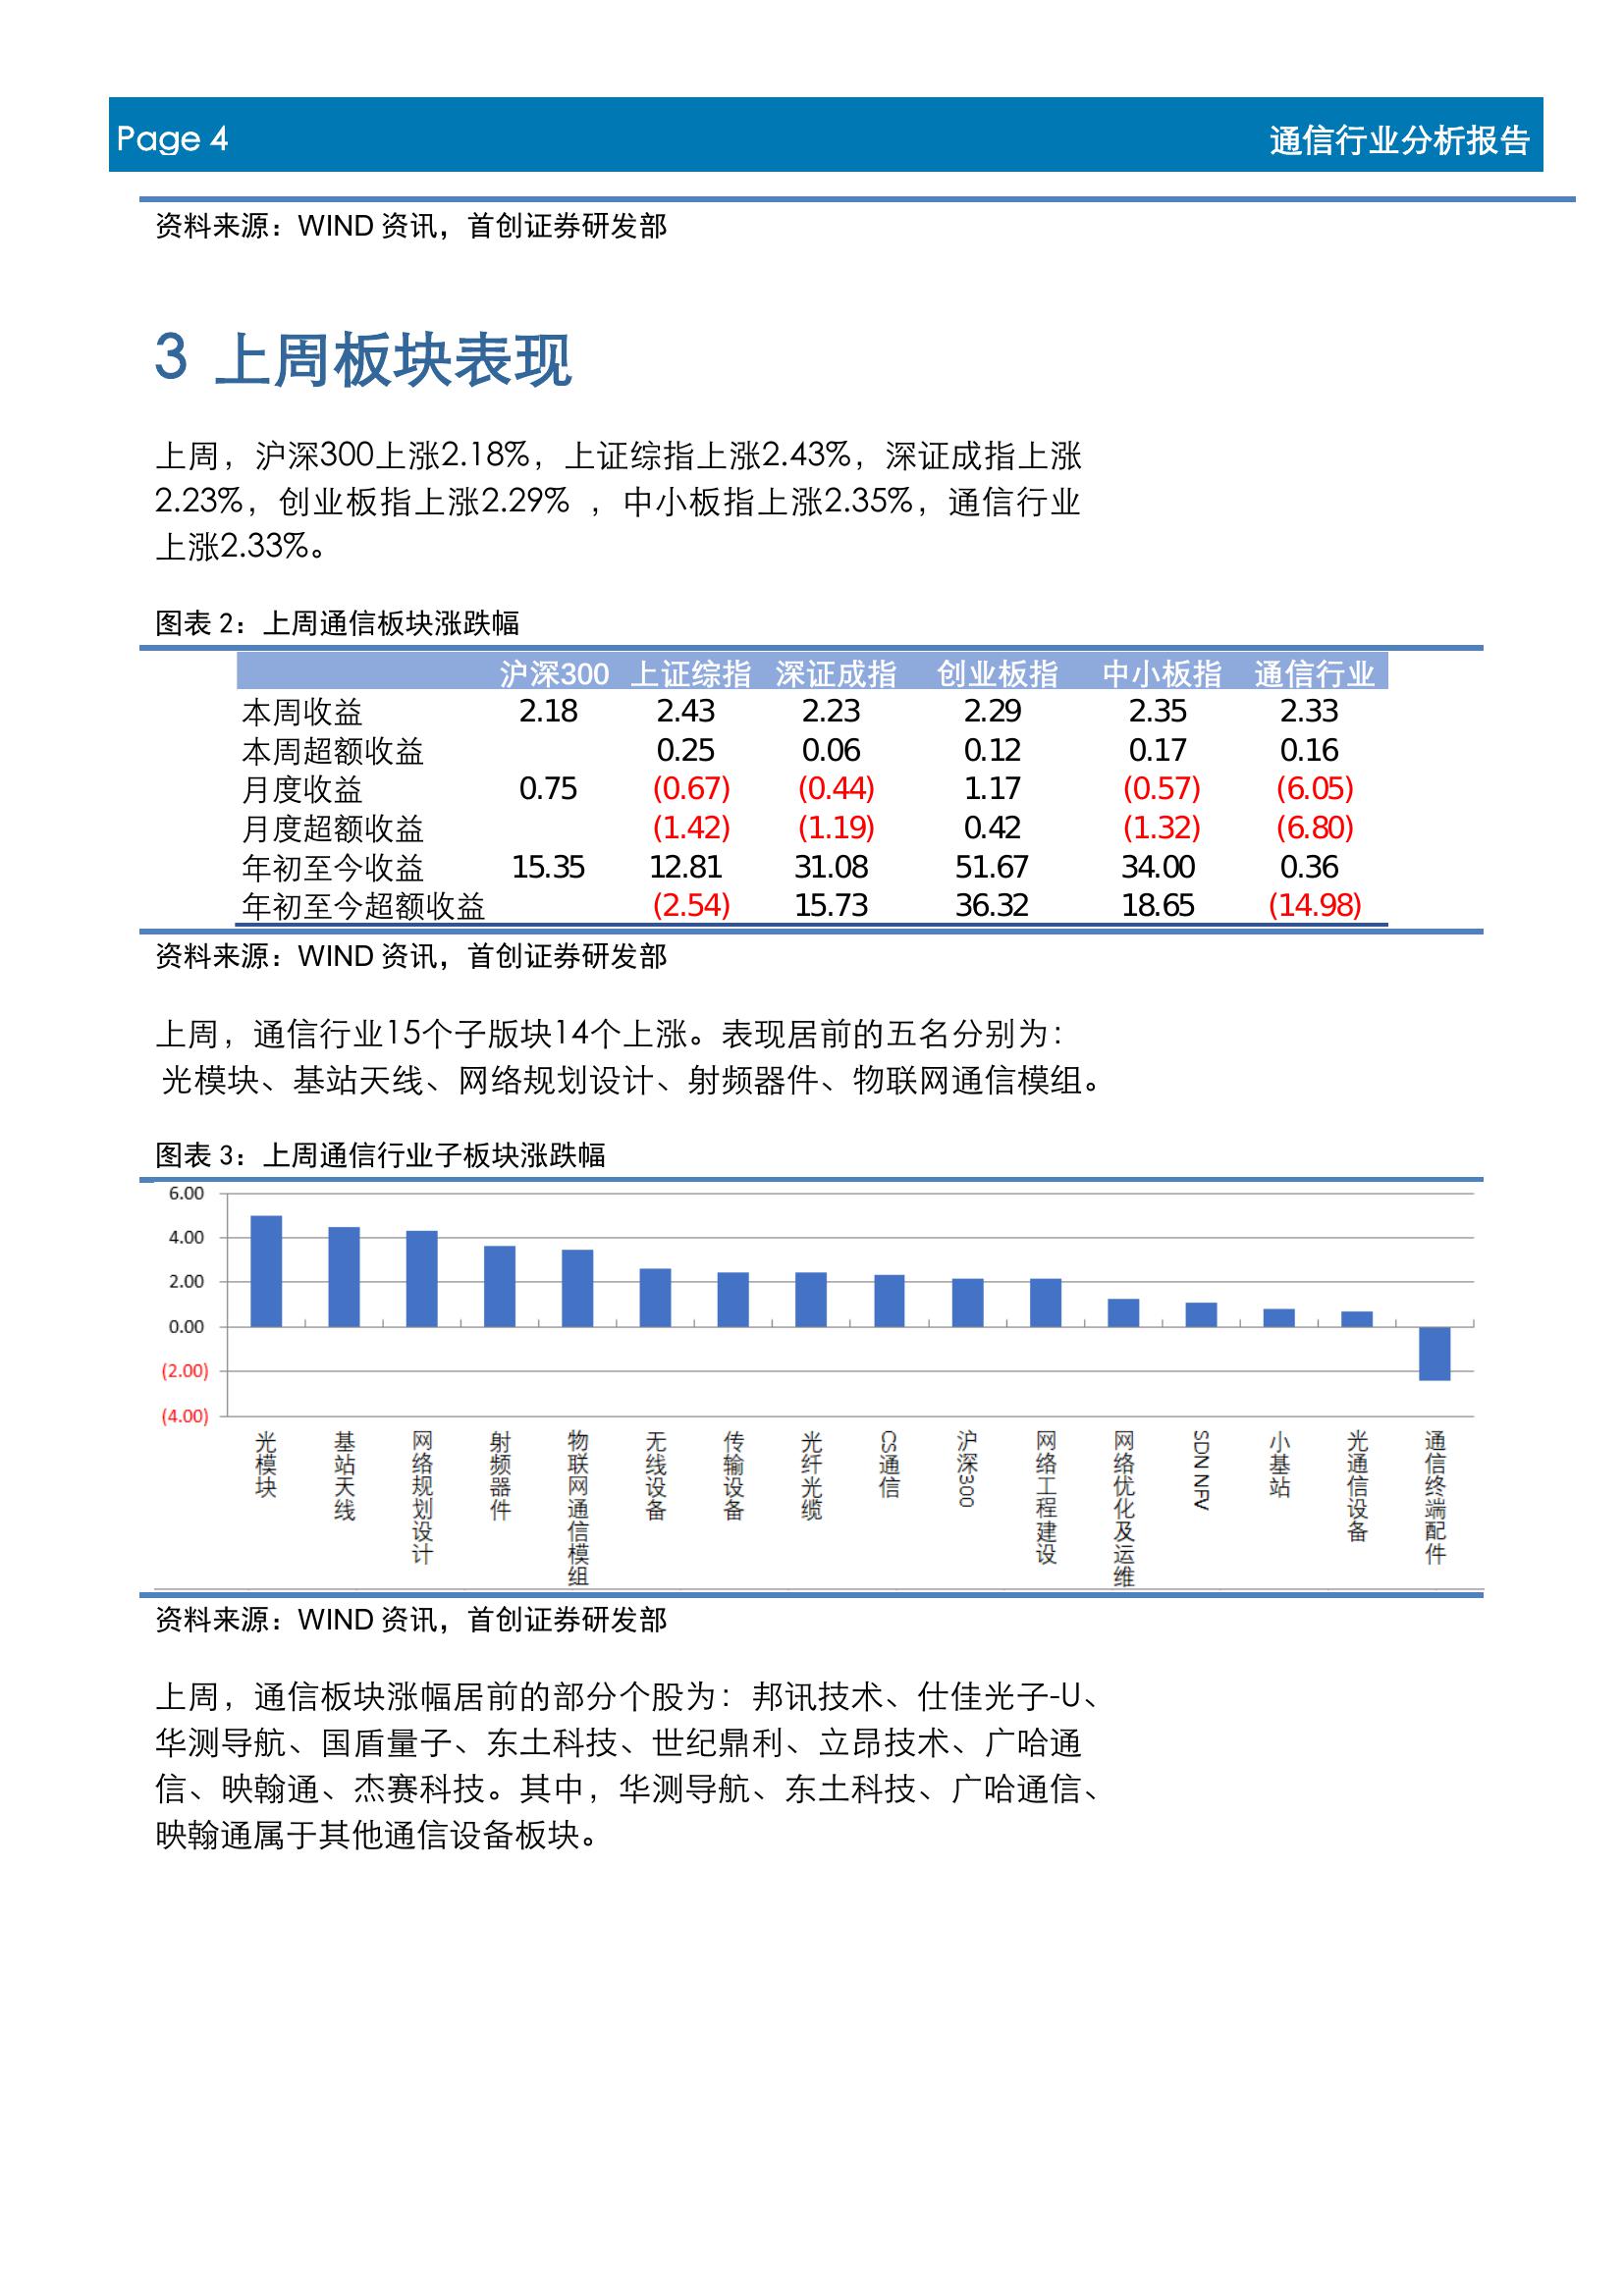 Page 4
通信行业分析报告
资料来源：WIND 资讯，首创证券研发部
3 上周板块表现
上周，沪深300上涨2.18%，上证综指上涨2.43%，深证成指上涨
2.23%，创业板指上涨2.29% ，中小板指上涨2.35%，通信行业
上涨2.33%。
图表 2：上周通信板块涨跌幅
沪深300 上证综指 深证成指 创业板指 中小板指 通信行业
本周收益 2.18 2.43 2.23 2.29 2.35 2.33
本周超额收益 0.25 0.06 0.12 0.17 0.16
月度收益 0.75 (0.67) (0.44) 1.17 (0.57) (6.05)
月度超额收益 (1.42) (1.19) 0.42 (1.32) (6.80)
年初至今收益 15.35 12.81 31.08 51.67 34.00 0.36
年初至今超额收益 (2.54) 15.73 36.32 18.65 (14.98)
资料来源：WIND 资讯，首创证券研发部
上周，通信行业15个子版块14个上涨。表现居前的五名分别为：
光模块、基站天线、网络规划设计、射频器件、物联网通信模组。
图表 3：上周通信行业子板块涨跌幅
6.00
4.00
2.00
0.00
(2.00)
(4.00)
光模块
基站天线
网络规划设计
射频器件
物联网通信模组
无线设备
传输设备
光纤光缆
CS通信
沪深300
网络工程建设
网络优化及运维
SDN NFV
小基站
光通信设备
通信终端配件
资料来源：WIND 资讯，首创证券研发部
上周，通信板块涨幅居前的部分个股为：邦讯技术、仕佳光子-U、
华测导航、国盾量子、东土科技、世纪鼎利、立昂技术、广哈通
信、映翰通、杰赛科技。其中，华测导航、东土科技、广哈通信、
映翰通属于其他通信设备板块。